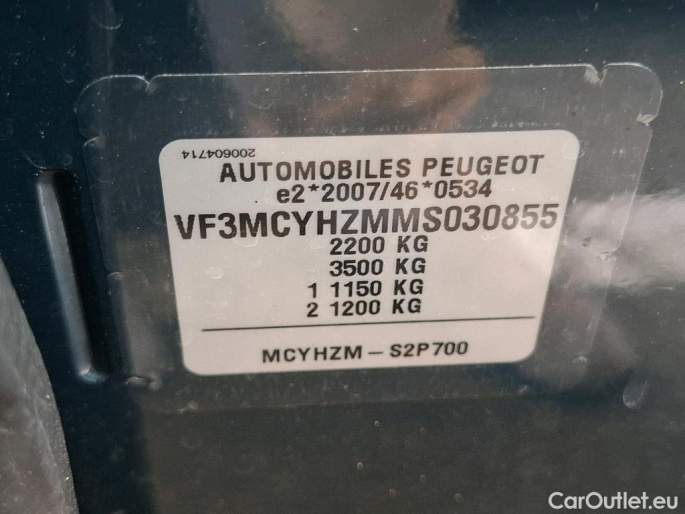 200604714
AUTOMOBILES PEUGEOT
e2*2007/46*0534
VF3MCYHZMMS030855
2200 KG
3500 KG
1 1150 KG
2 1200 KG
MCYHZM - S2P700
CarOutlet.eu